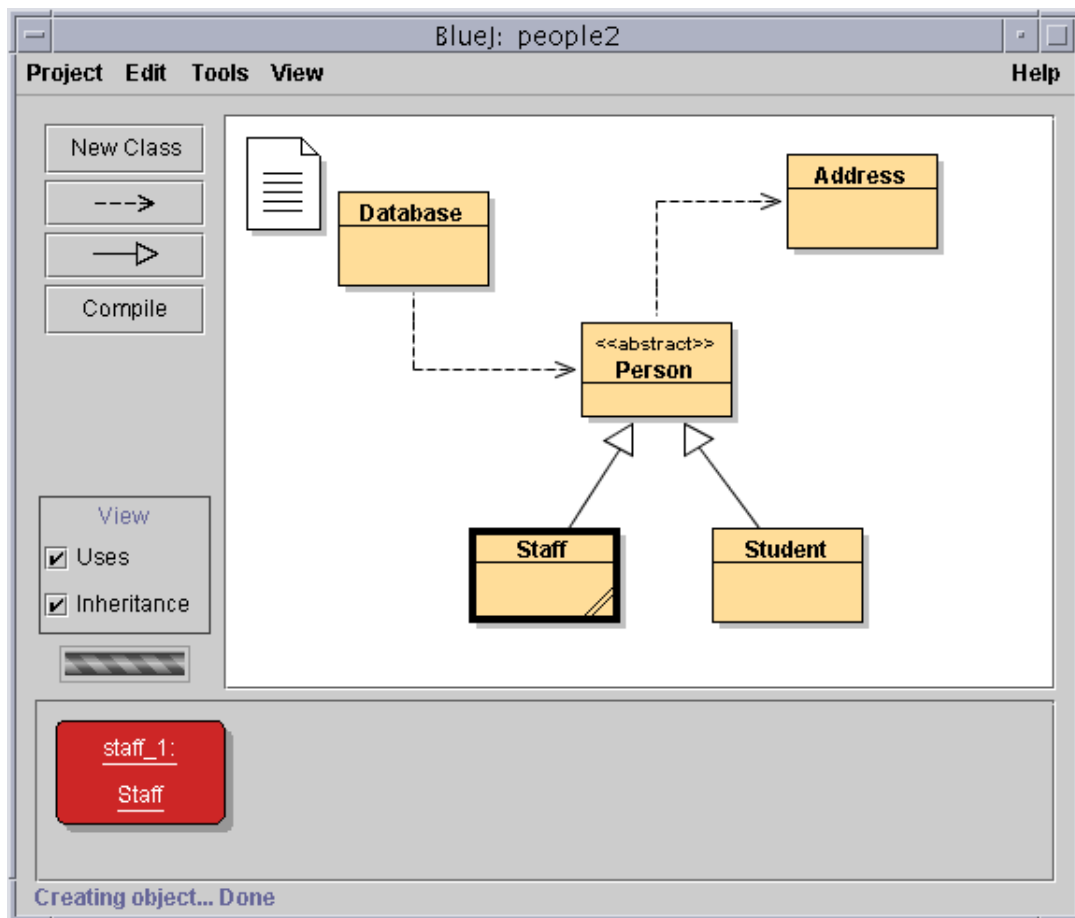 BlueJ: people2
Project Edit Tools View Help
New Class
Compile
View
Uses
Inheritance
Database
Address
<<abstract>>
Person
Staff
Student
staff_1:
Staff
Creating object... Done